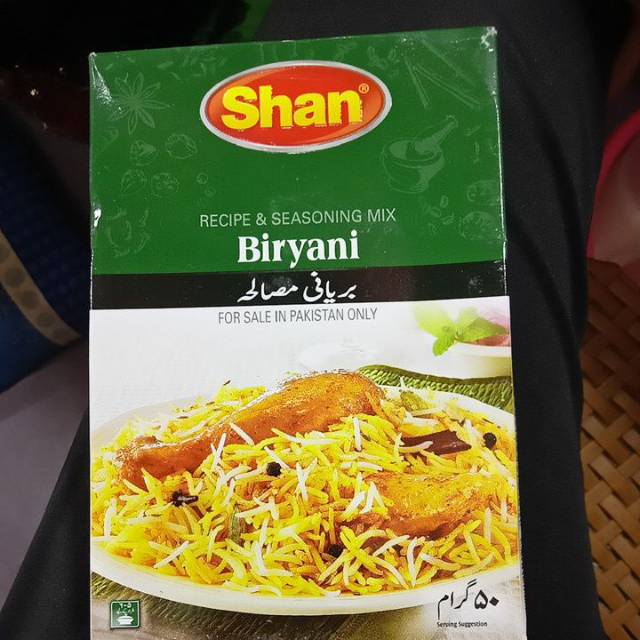 Shan®
RECIPE & SEASONING MIX
Biryani
بریانی مصالحہ
FOR SALE IN PAKISTAN ONLY
۵۰ گرام
Serving Suggestion